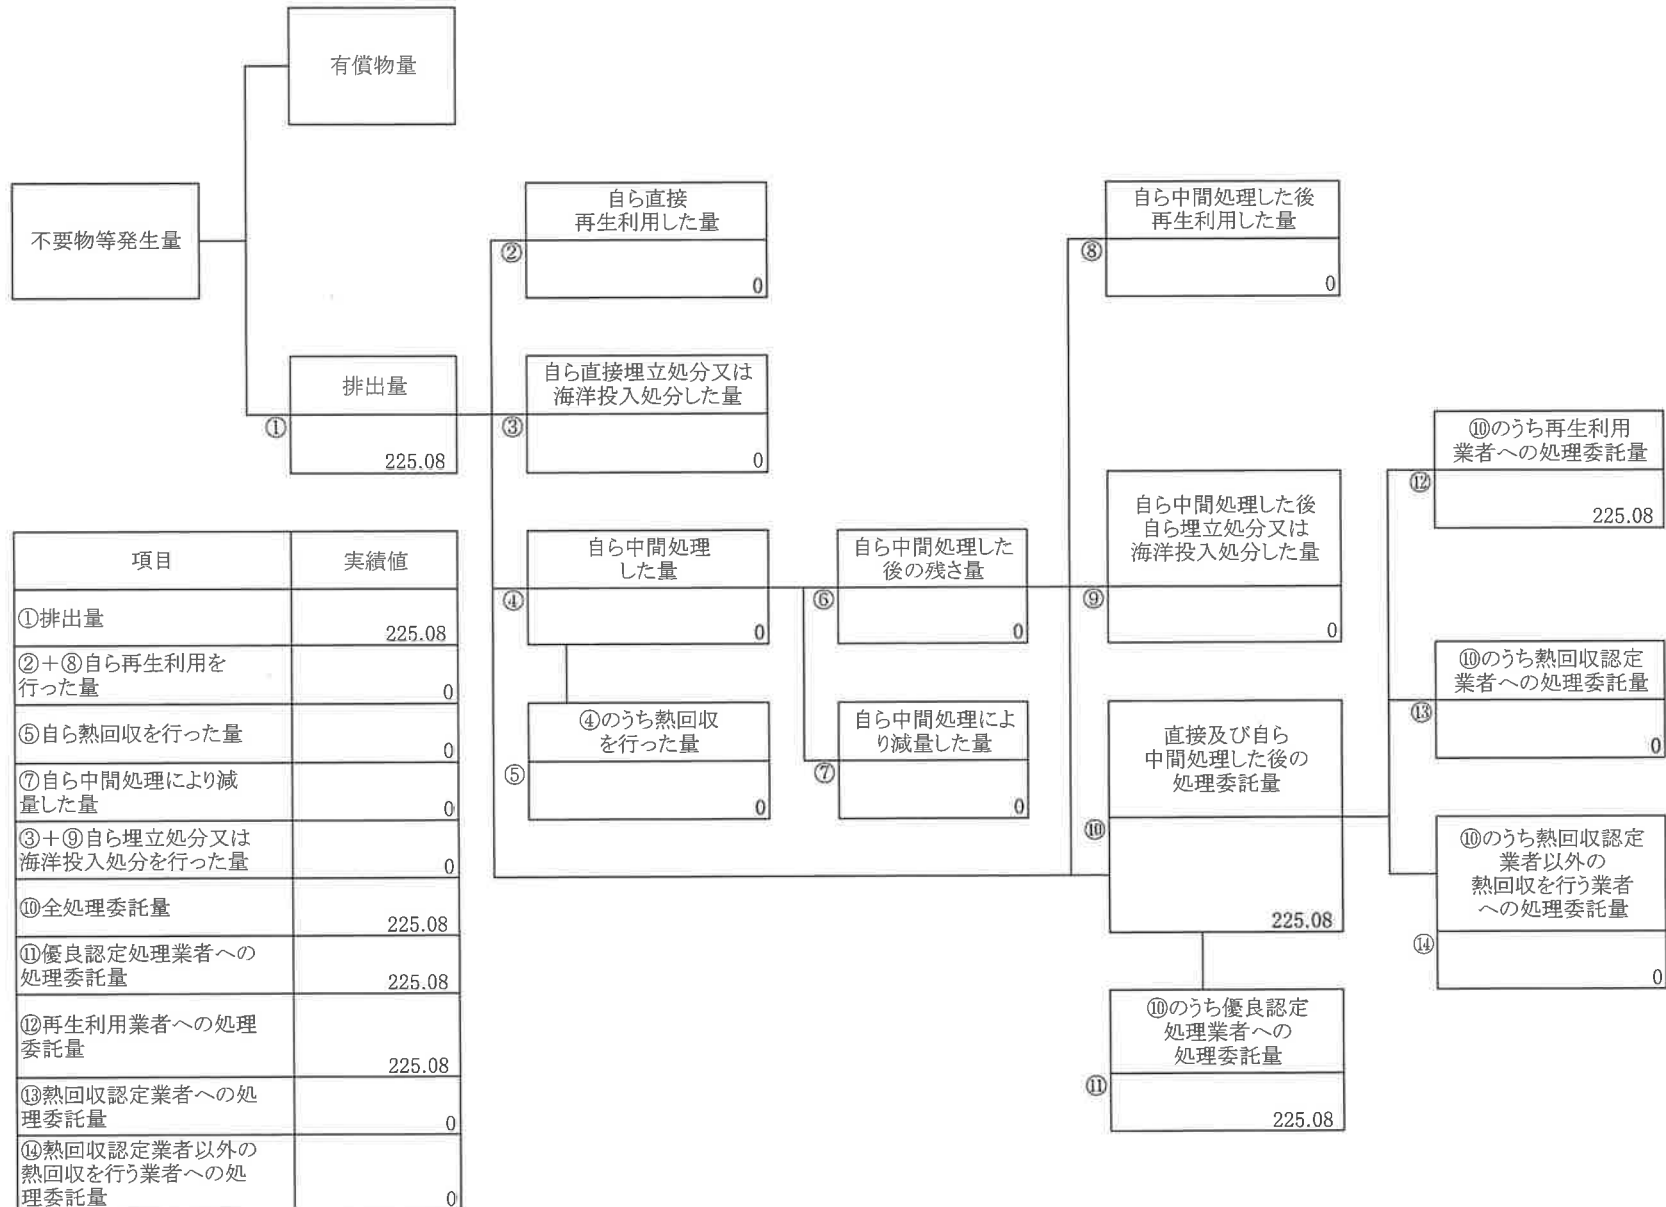 有償物量
不要物等発生量
排出量
①
225.08
自ら直接
再生利用した量
②
0
自ら直接埋立処分又は
海洋投入処分した量
③
0
自ら中間処理
した量
④
0
④のうち熱回収
を行った量
⑤
0
自ら中間処理した
後の残さ量
⑥
0
自ら中間処理によ
り減量した量
⑦
0
自ら中間処理した後
再生利用した量
⑧
0
自ら中間処理した後
自ら埋立処分又は
海洋投入処分した量
⑨
0
直接及び自ら
中間処理した後の
処理委託量
⑩
225.08
⑩のうち優良認定
処理業者への
処理委託量
⑪
225.08
⑩のうち再生利用
業者への処理委託量
⑫
225.08
⑩のうち熱回収認定
業者への処理委託量
⑬
0
⑩のうち熱回収認定
業者以外の
熱回収を行う業者
への処理委託量
⑭
0
項目 実績値
①排出量
225.08
②+⑧自ら再生利用を
行った量
0
⑤自ら熱回収を行った量
0
⑦自ら中間処理により減
量した量
0
③+⑨自ら埋立処分又は
海洋投入処分を行った量
0
⑩全処理委託量
225.08
⑪優良認定処理業者への
処理委託量
225.08
⑫再生利用業者への処理
委託量
225.08
⑬熱回収認定業者への処
理委託量
0
⑭熱回収認定業者以外の
熱回収を行う業者への処
理委託量
0